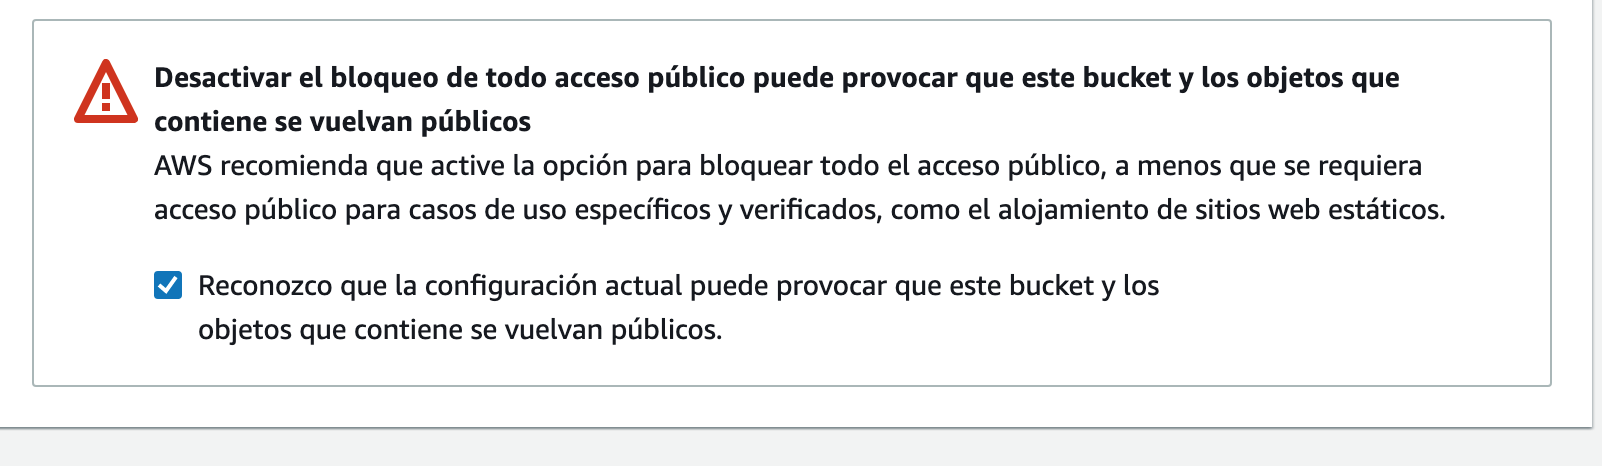 Desactivar el bloqueo de todo acceso público puede provocar que este bucket y los objetos que
contiene se vuelvan públicos
AWS recomienda que active la opción para bloquear todo el acceso público, a menos que se requiera
acceso público para casos de uso específicos y verificados, como el alojamiento de sitios web estáticos.
Reconozco que la configuración actual puede provocar que este bucket y los
objetos que contiene se vuelvan públicos.